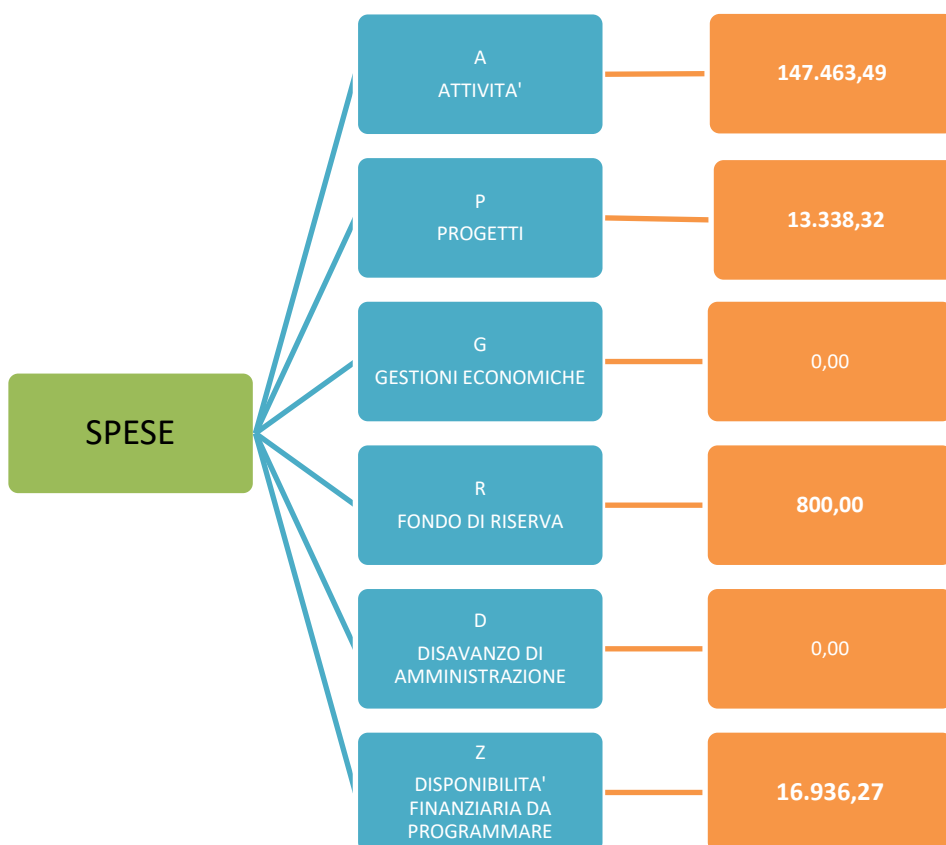 SPESE
A
ATTIVITA'
147.463,49
P
PROGETTI
13.338,32
G
GESTIONI ECONOMICHE
0,00
R
FONDO DI RISERVA
800,00
D
DISAVANZO DI
AMMINISTRAZIONE
0,00
Z
DISPONIBILITA'
FINANZIARIA DA
PROGRAMMARE
16.936,27